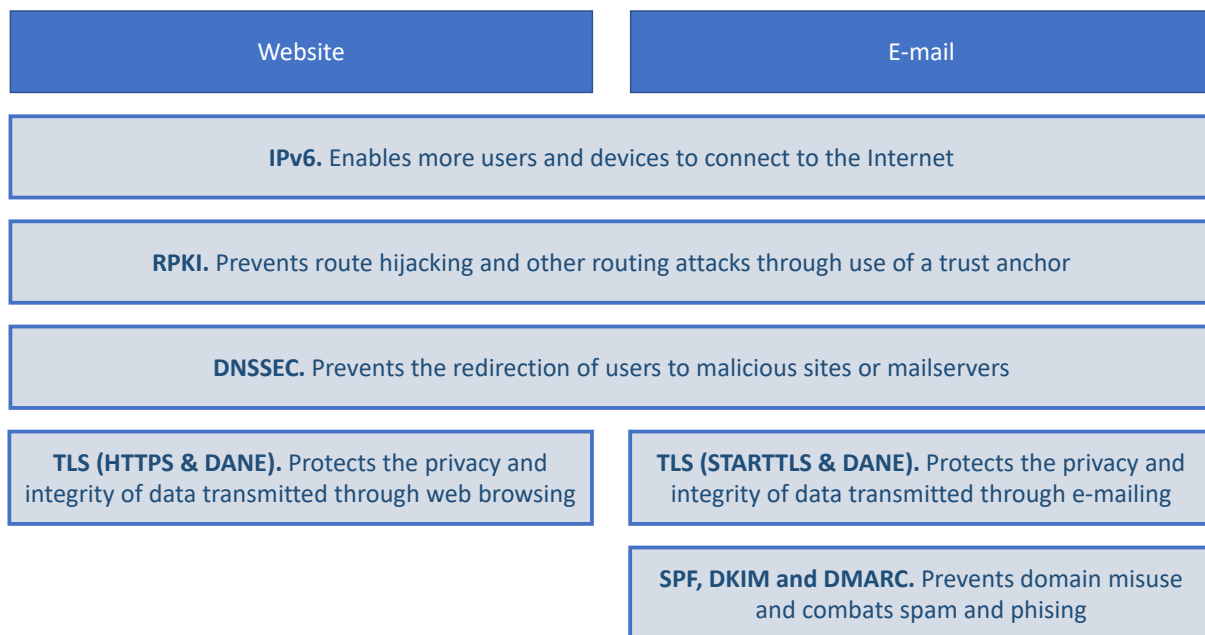 Website
E-mail
IPv6. Enables more users and devices to connect to the Internet
RPKI. Prevents route hijacking and other routing attacks through use of a trust anchor
DNSSEC. Prevents the redirection of users to malicious sites or mailservers
TLS (HTTPS & DANE). Protects the privacy and
integrity of data transmitted through web browsing
TLS (STARTTLS & DANE). Protects the privacy and
integrity of data transmitted through e-mailing
SPF, DKIM and DMARC. Prevents domain misuse
and combats spam and phising